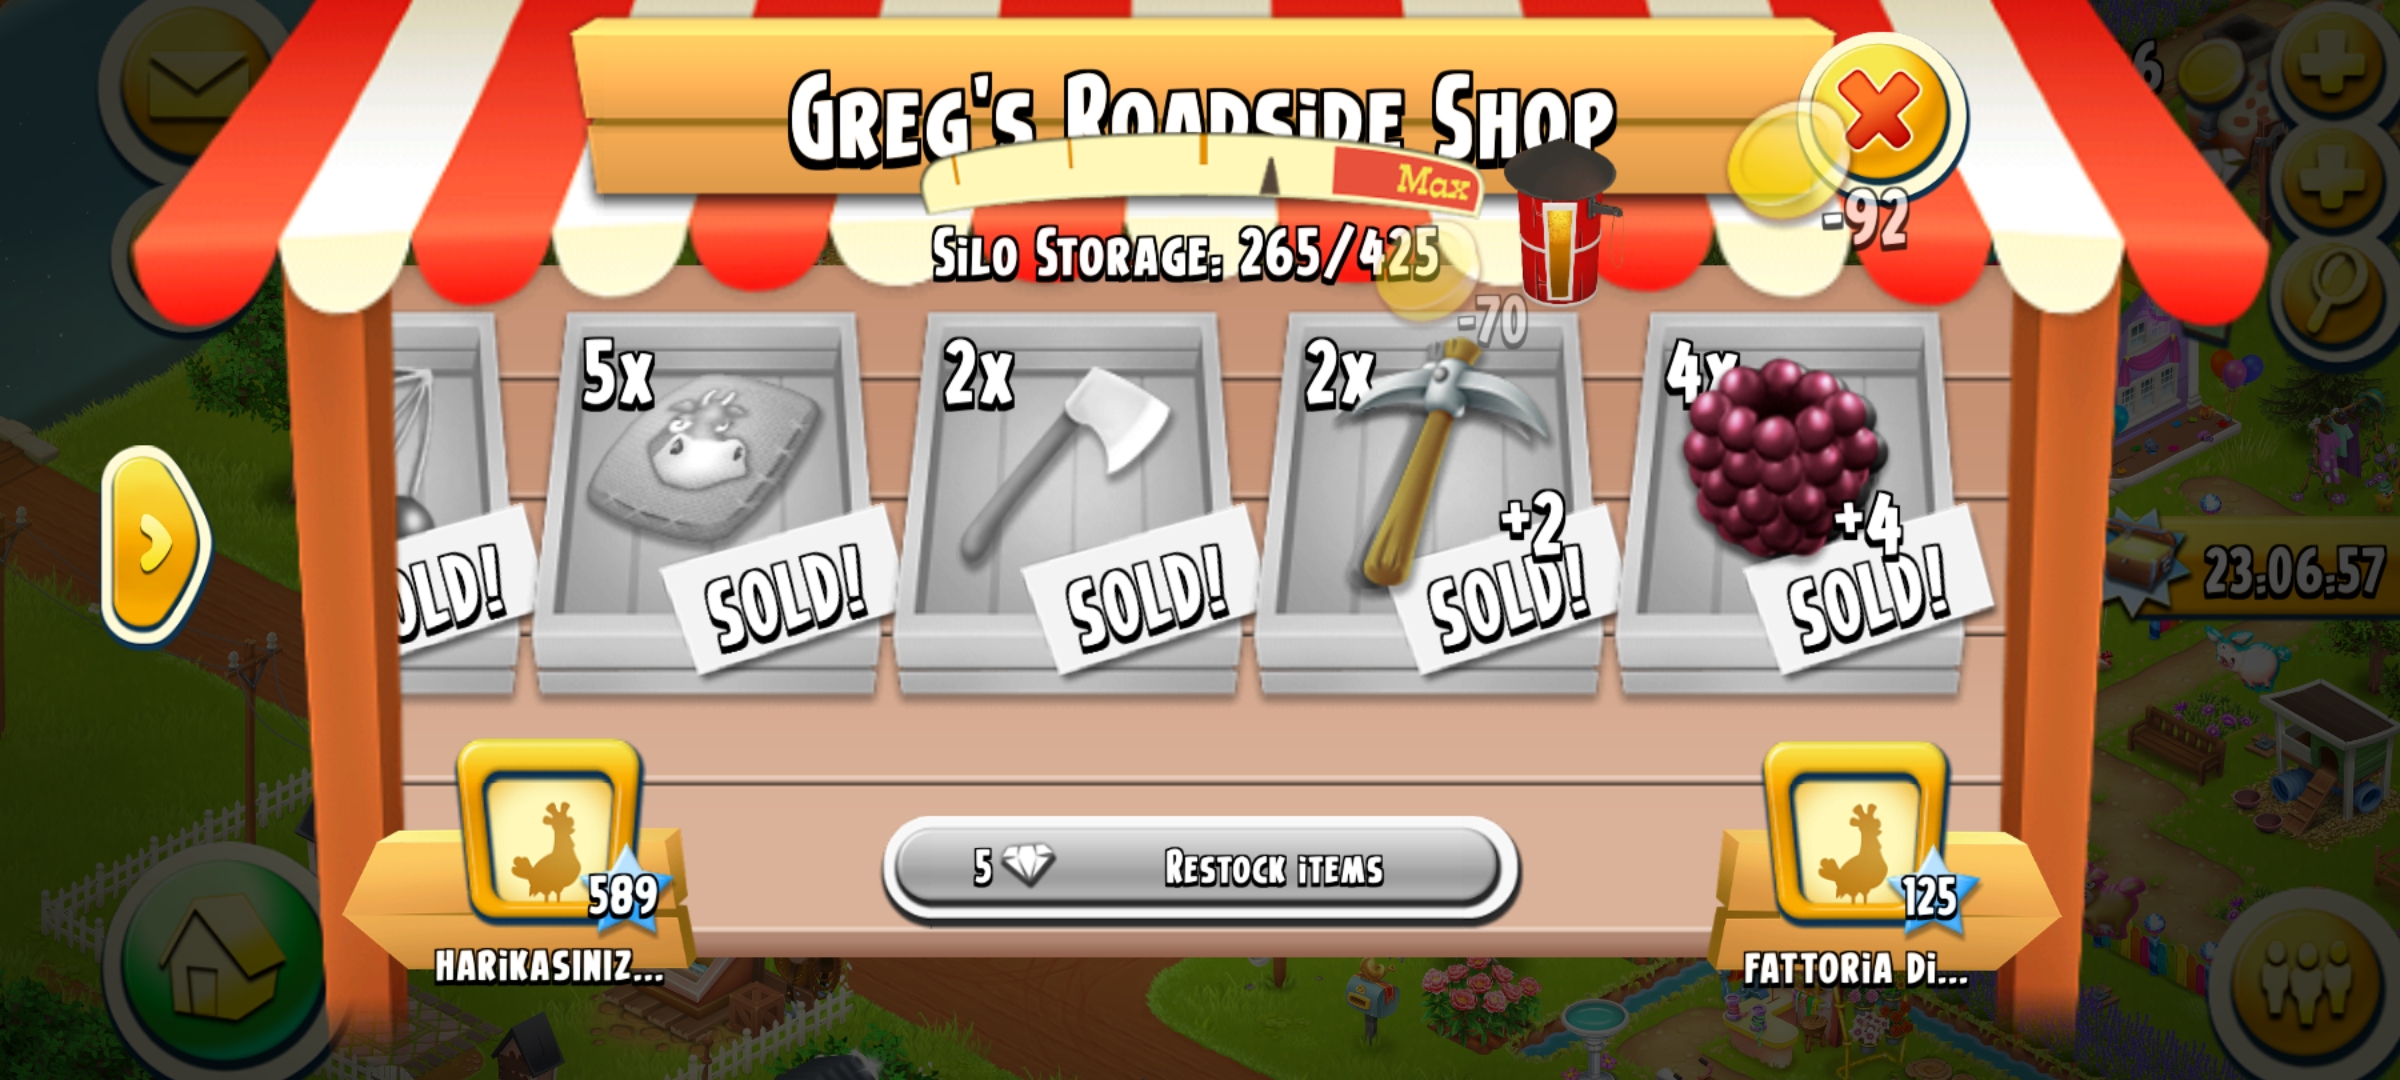 GREG'S ROADSIDE SHOP
Max
-92
SILO STORAGE: 265/425
-70
5x
2x
2x
4x
+2
+4
OLD!
SOLD!
SOLD!
SOLD!
SOLD!
23:06:57
589
5
RESTOCK ITEMS
125
HARIKASINIZ...
FATTORIA DI...